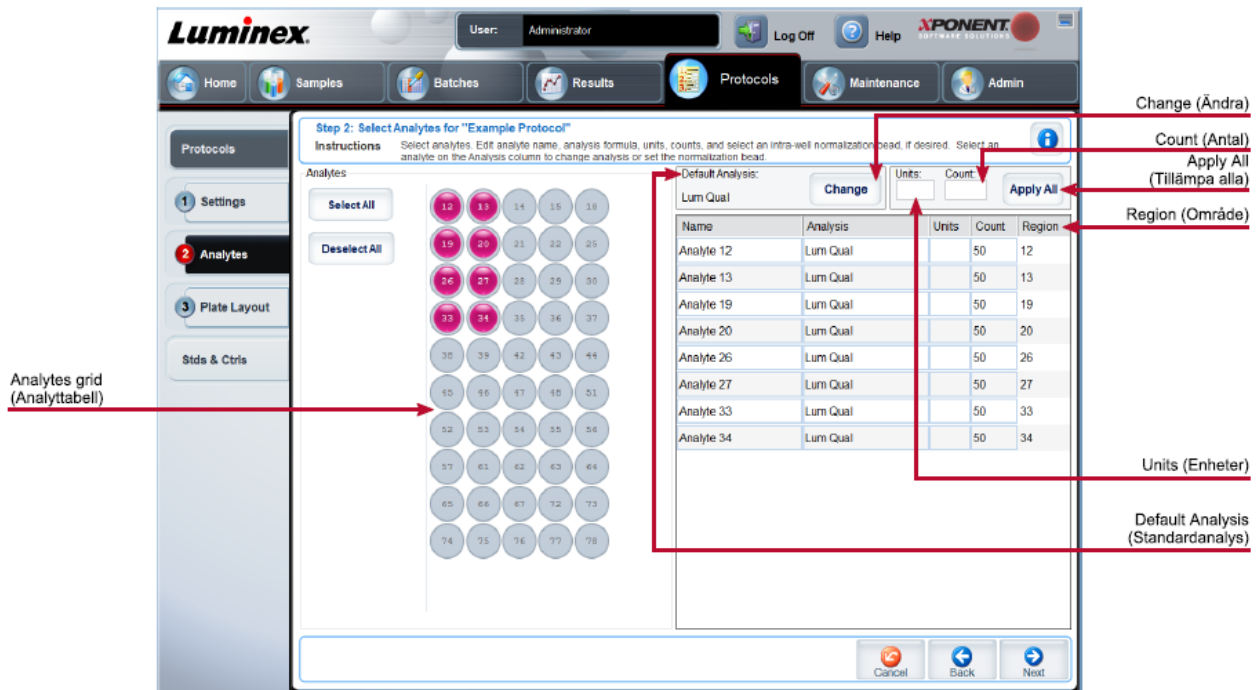 Luminex.
User: Administrator
Log Off
Help
XPONENT
SOFTWARE SOLUTIONS
Home
Samples
Batches
Results
Protocols
Maintenance
Admin
Protocols
1 Settings
2 Analytes
3 Plate Layout
Stds & Ctrls
Step 2: Select Analytes for "Example Protocol"
Instructions
Select analytes. Edit analyte name, analysis formula, units, counts, and select an intra-well normalization bead, if desired. Select an
analyte on the Analysis column to change analysis or set the normalization bead.
Analytes
Select All
Deselect All
12 13 14 15 18
19 20 21 22 25
26 27 28 29 30
33 34 35 36 37
38 39 42 43 44
45 46 47 48 51
52 53 54 55 56
57 61 62 63 64
65 66 67 72 73
74 75 76 77 78
Default Analysis:
Lum Qual
Change
Units:
Count:
Apply All
Name Analysis Units Count Region
Analyte 12 Lum Qual 50 12
Analyte 13 Lum Qual 50 13
Analyte 19 Lum Qual 50 19
Analyte 20 Lum Qual 50 20
Analyte 26 Lum Qual 50 26
Analyte 27 Lum Qual 50 27
Analyte 33 Lum Qual 50 33
Analyte 34 Lum Qual 50 34
Cancel
Back
Next
Analytes grid
(Analyttabell)
Change (Ändra)
Count (Antal)
Apply All
(Tillämpa alla)
Region (Område)
Units (Enheter)
Default Analysis
(Standardanalys)